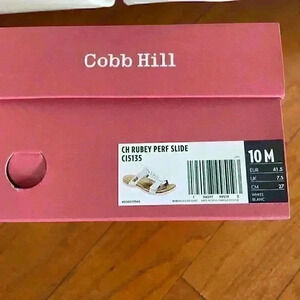 Cobb Hill
CH RUBEY PERF SLIDE
CI5135
10 M
EUR 41.5
UK 7.5
CM 27
WHITE
BLANC